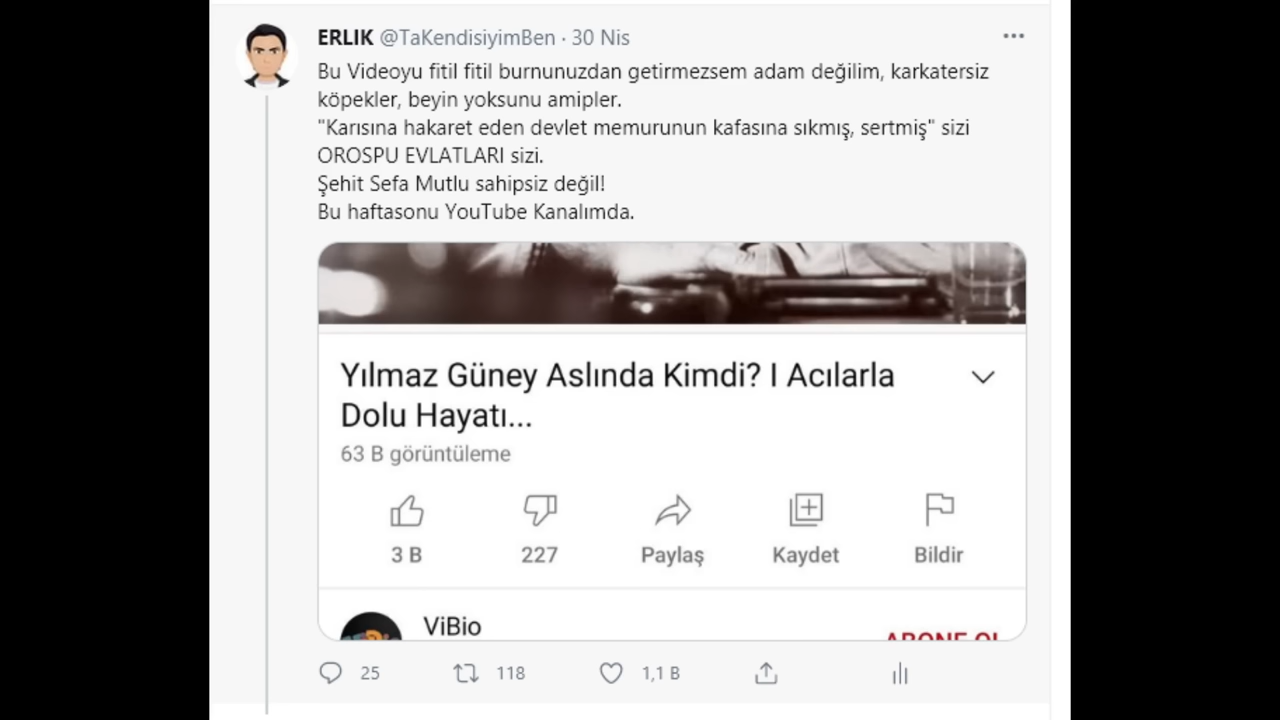 ERLIK @TaKendisiyimBen · 30 Nis
Bu Videoyu fitil fitil burnunuzdan getirmezsem adam değilim, karkatersiz
köpekler, beyin yoksunu amipler.
"Karısına hakaret eden devlet memurunun kafasına sıkmış, sertmiş" sizi
OROSPU EVLATLARI sizi.
Şehit Sefa Mutlu sahipsiz değil!
Bu haftasonu YouTube Kanalımda.
Yılmaz Güney Aslında Kimdi? I Acılarla
Dolu Hayatı...
63 B görüntüleme
3 B 227 Paylaş Kaydet Bildir
ViBio
ABONE OL
25 118 1,1 B